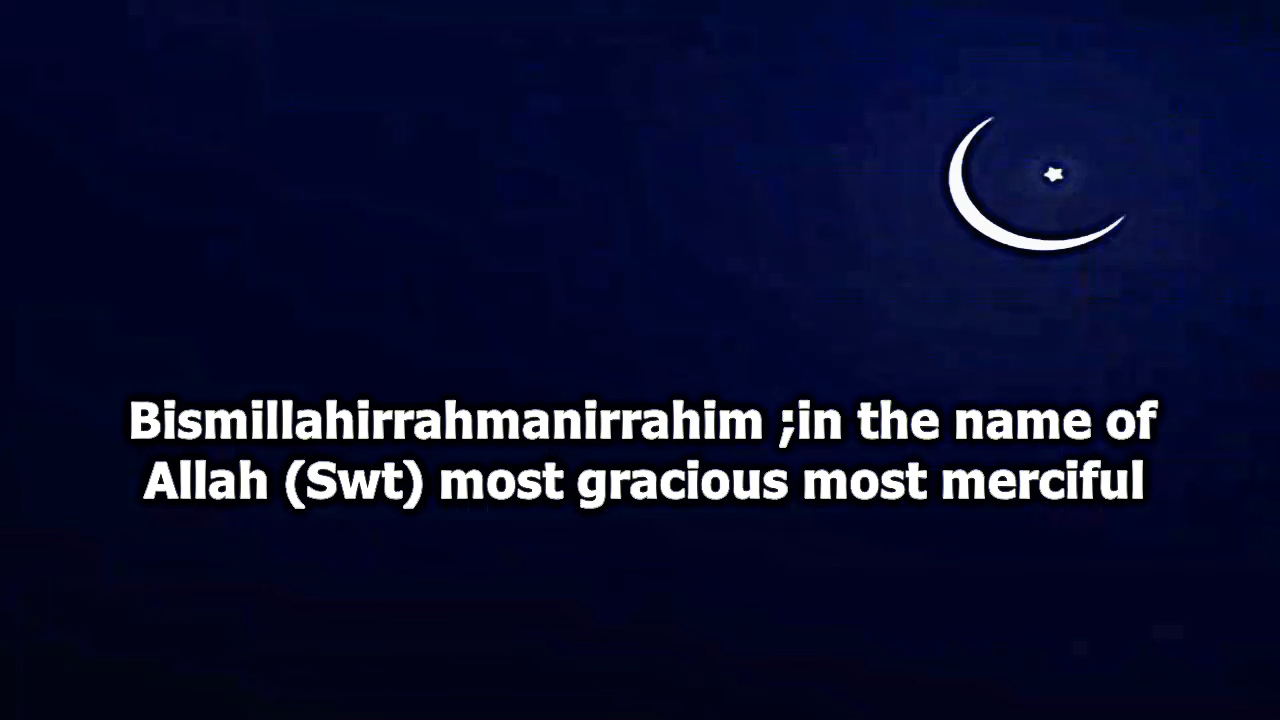 Bismillahirrahmanirrahim ;in the name of
Allah (Swt) most gracious most merciful